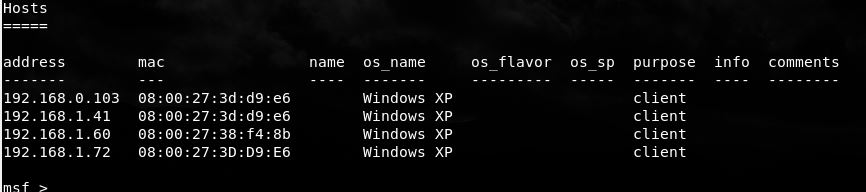 Hosts
=====
address mac name os_name os_flavor os_sp purpose info comments
------- --- ---- ------- --------- ----- ------- ---- --------
192.168.0.103 08:00:27:3d:d9:e6 Windows XP client
192.168.1.41 08:00:27:3d:d9:e6 Windows XP client
192.168.1.60 08:00:27:38:f4:8b Windows XP client
192.168.1.72 08:00:27:3D:D9:E6 Windows XP client
msf >